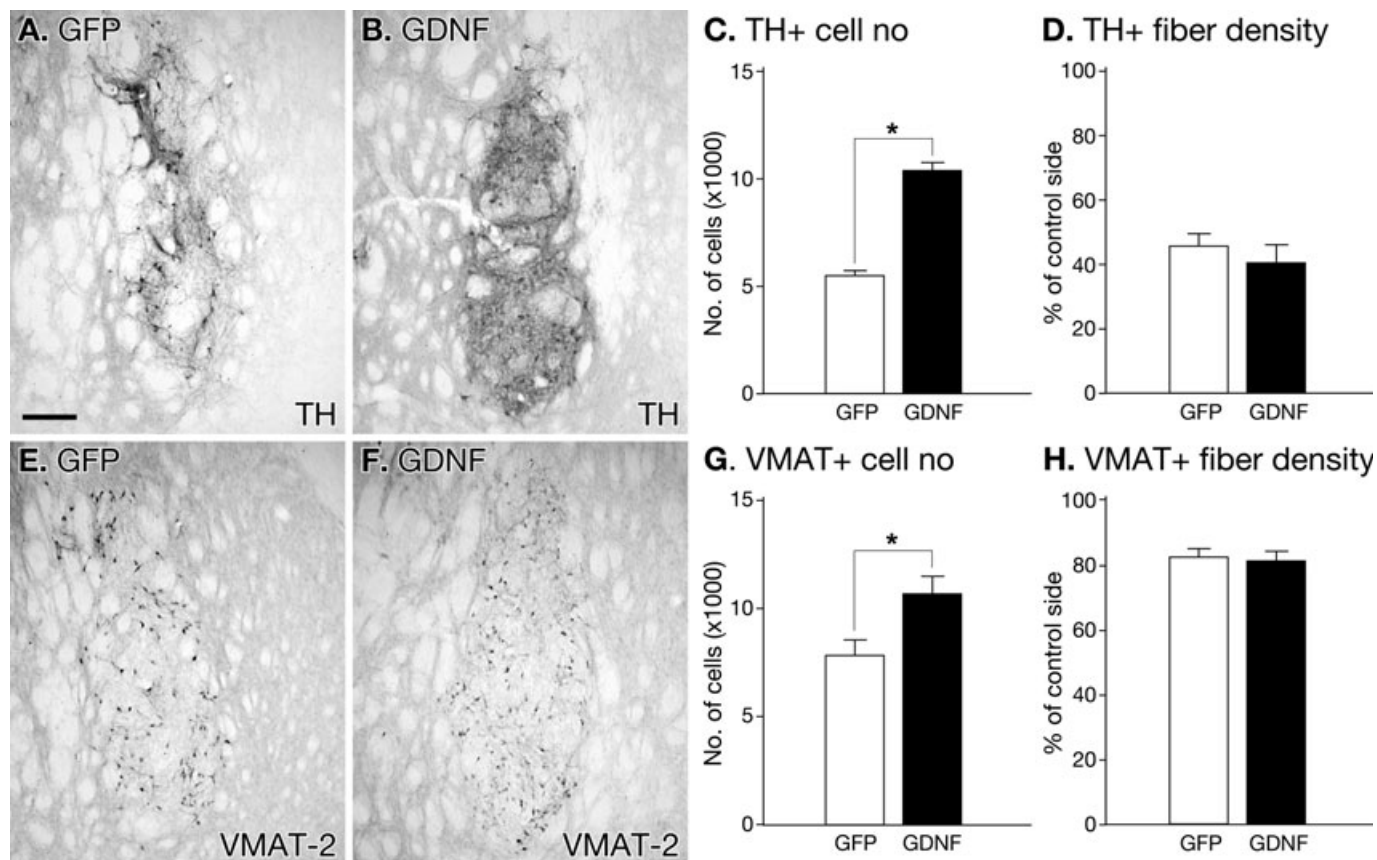 A. GFP
TH
B. GDNF
TH
C. TH+ cell no
No. of cells (x1000)
15
10
5
0
*
GFP GDNF
D. TH+ fiber density
% of control side
100
80
60
40
20
0
GFP GDNF
E. GFP
VMAT-2
F. GDNF
VMAT-2
G. VMAT+ cell no
No. of cells (x1000)
15
10
5
0
*
GFP GDNF
H. VMAT+ fiber density
% of control side
100
80
60
40
20
0
GFP GDNF